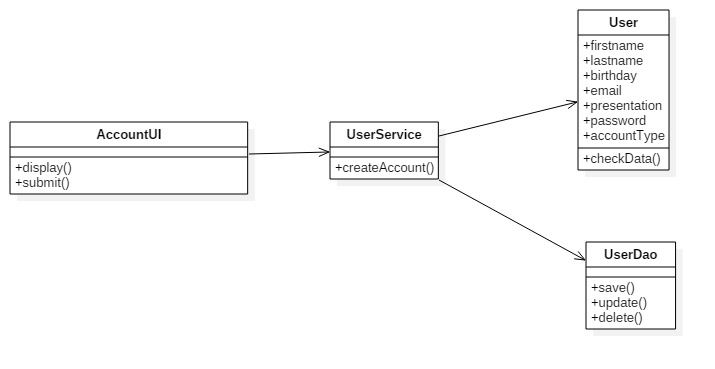 AccountUI
+display()
+submit()
UserService
+createAccount()
User
+firstname
+lastname
+birthday
+email
+presentation
+password
+accountType
+checkData()
UserDao
+save()
+update()
+delete()